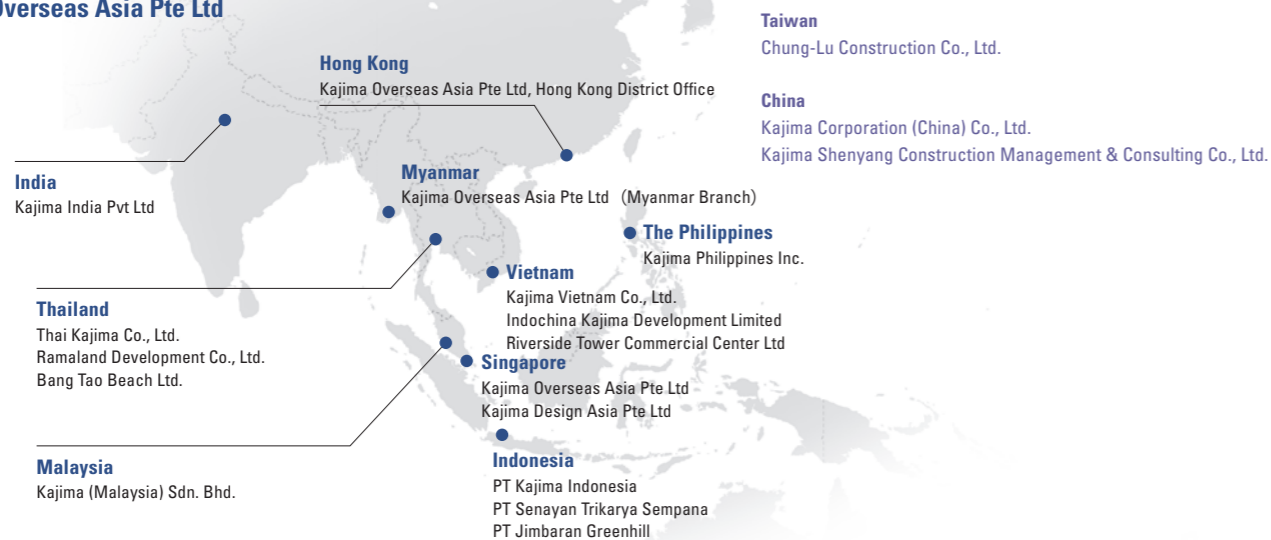 Overseas Asia Pte Ltd
Taiwan
Chung-Lu Construction Co., Ltd.
China
Kajima Corporation (China) Co., Ltd.
Kajima Shenyang Construction Management & Consulting Co., Ltd.
Hong Kong
Kajima Overseas Asia Pte Ltd, Hong Kong District Office
India
Kajima India Pvt Ltd
Myanmar
Kajima Overseas Asia Pte Ltd (Myanmar Branch)
The Philippines
Kajima Philippines Inc.
Vietnam
Kajima Vietnam Co., Ltd.
Indochina Kajima Development Limited
Riverside Tower Commercial Center Ltd
Thailand
Thai Kajima Co., Ltd.
Ramaland Development Co., Ltd.
Bang Tao Beach Ltd.
Singapore
Kajima Overseas Asia Pte Ltd
Kajima Design Asia Pte Ltd
Malaysia
Kajima (Malaysia) Sdn. Bhd.
Indonesia
PT Kajima Indonesia
PT Senayan Trikarya Sempana
PT Jimbaran Greenhill